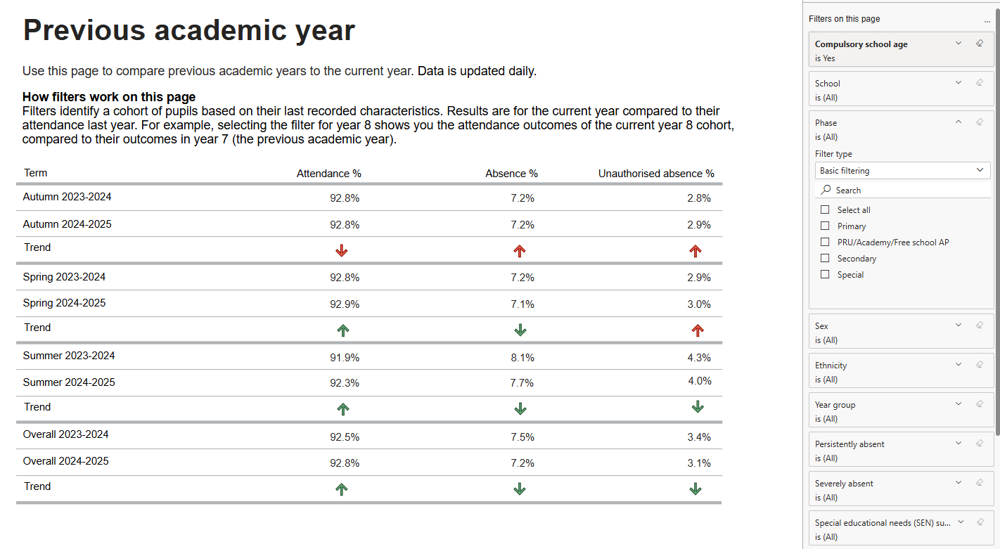 Previous academic year
Use this page to compare previous academic years to the current year. Data is updated daily.
How filters work on this page
Filters identify a cohort of pupils based on their last recorded characteristics. Results are for the current year compared to their
attendance last year. For example, selecting the filter for year 8 shows you the attendance outcomes of the current year 8 cohort,
compared to their outcomes in year 7 (the previous academic year).
Term Attendance % Absence % Unauthorised absence %
Autumn 2023-2024 92.8% 7.2% 2.8%
Autumn 2024-2025 92.8% 7.2% 2.9%
Trend
Spring 2023-2024 92.8% 7.2% 2.9%
Spring 2024-2025 92.9% 7.1% 3.0%
Trend
Summer 2023-2024 91.9% 8.1% 4.3%
Summer 2024-2025 92.3% 7.7% 4.0%
Trend
Overall 2023-2024 92.5% 7.5% 3.4%
Overall 2024-2025 92.8% 7.2% 3.1%
Trend
Filters on this page ...
Compulsory school age
is Yes
School
is (All)
Phase
is (All)
Filter type
Basic filtering
Search
Select all
Primary
PRU/Academy/Free school AP
Secondary
Special
Sex
is (All)
Ethnicity
is (All)
Year group
is (All)
Persistently absent
is (All)
Severely absent
is (All)
Special educational needs (SEN) su...
is (All)